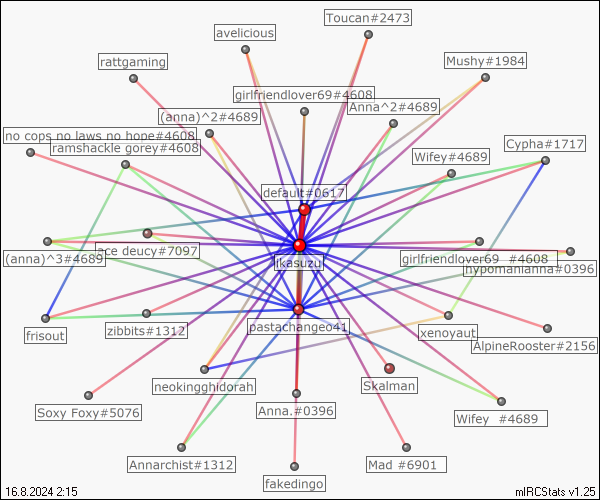 Toucan#2473
avelicious
rattgaming
Mushy#1984
girlfriendlover69#4608
Anna^2#4689
(anna)^2#4689
no cops no laws no hope#4608
ramshackle gorey#4608
Cypha#1717
Wifey#4689
default#0617
ace deucy#7097
(anna)^3#4689
ikasuzu
girlfriendlover69_#4608
hypomanianna#0396
frisout
zibbits#1312
pastachangeo41
xenoyaut
AlpineRooster#2156
neokingghidorah
Skalman
Soxy Foxy#5076
Anna.#0396
Wifey_#4689
Annarchist#1312
fakedingo
Mad #6901
16.8.2024 2:15
mIRCStats v1.25